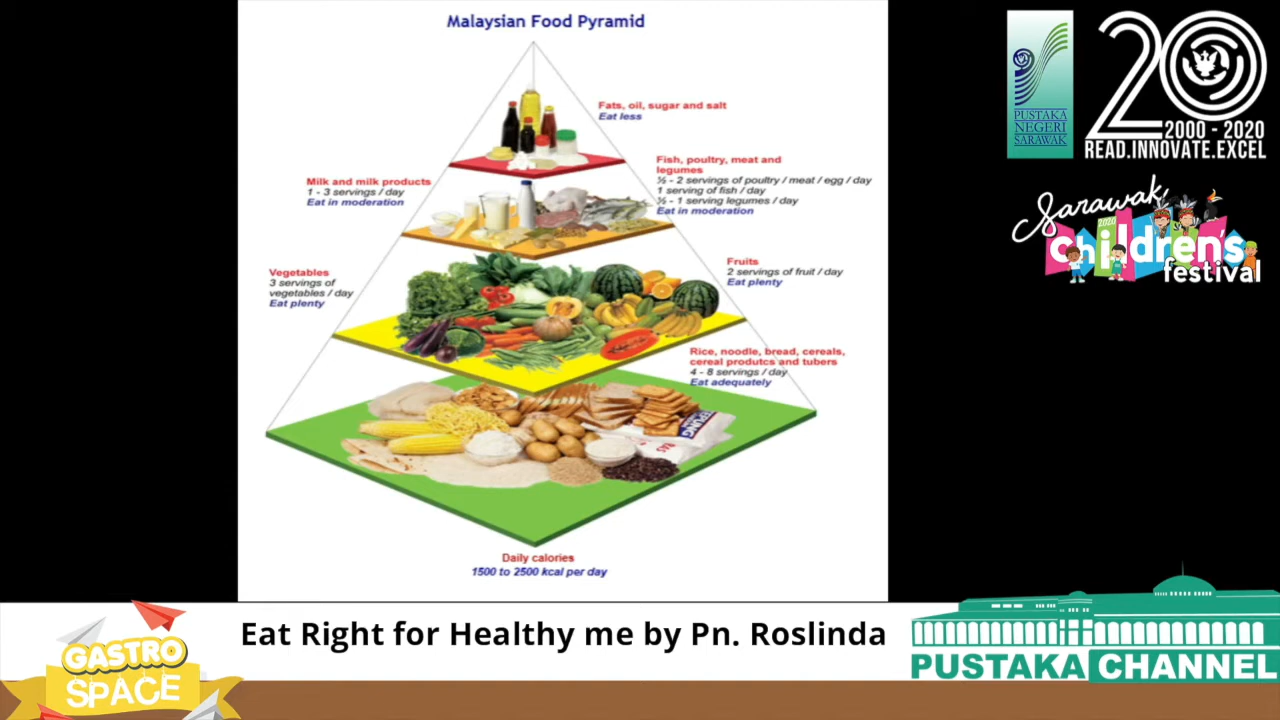 Malaysian Food Pyramid
Fats, oil, sugar and salt
Eat less
Fish, poultry, meat and
legumes
½ - 2 servings of poultry / meat / egg / day
1 serving of fish / day
½ - 1 serving legumes / day
Eat in moderation
Milk and milk products
1 - 3 servings / day
Eat in moderation
Vegetables
3 servings of
vegetables / day
Eat plenty
Fruits
2 servings of fruit / day
Eat plenty
Rice, noodle, bread, cereals,
cereal produtcs and tubers
4 - 8 servings / day
Eat adequately
Daily calories
1500 to 2500 kcal per day
PUSTAKA
NEGERI
SARAWAK
20
2000 - 2020
READ.INNOVATE.EXCEL
Sarawak
2020
children's
festival
GASTRO
SPACE
Eat Right for Healthy me by Pn. Roslinda
PUSTAKA CHANNEL